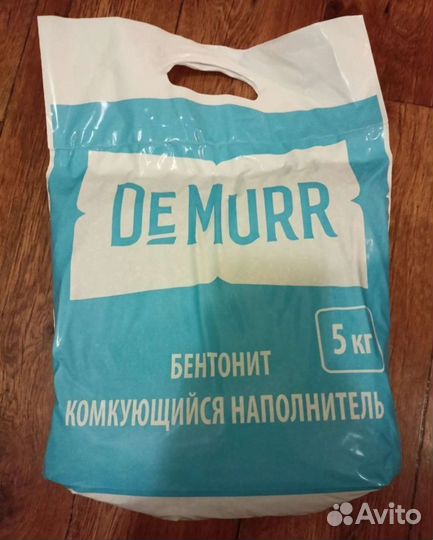 DEMURR
5 кг
БЕНТОНИТ
КОМКУЮЩИЙСЯ НАПОЛНИТЕЛЬ
Avito